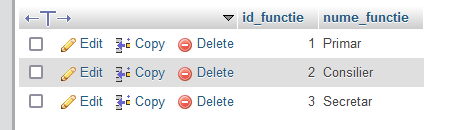 id_functie nume_functie
Edit Copy Delete 1 Primar
Edit Copy Delete 2 Consilier
Edit Copy Delete 3 Secretar